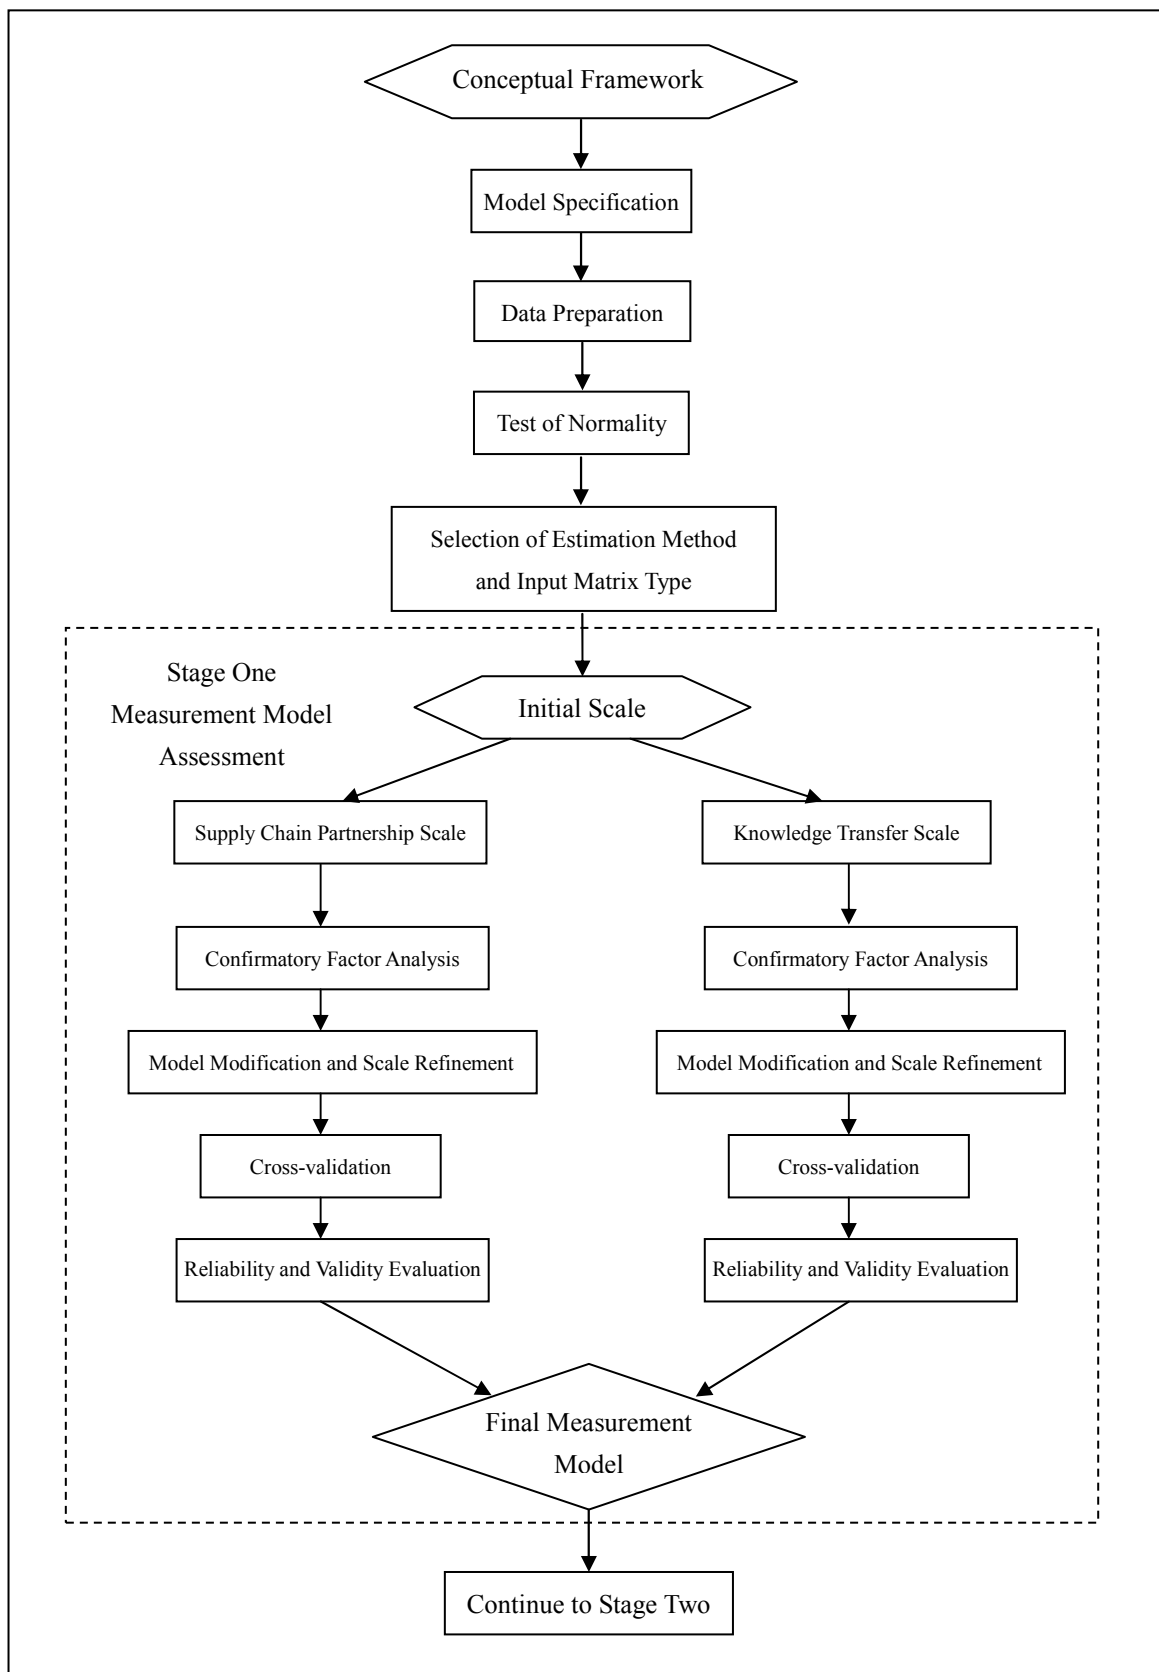 Conceptual Framework
Model Specification
Data Preparation
Test of Normality
Selection of Estimation Method
and Input Matrix Type
Stage One
Measurement Model
Assessment
Initial Scale
Supply Chain Partnership Scale
Knowledge Transfer Scale
Confirmatory Factor Analysis
Confirmatory Factor Analysis
Model Modification and Scale Refinement
Model Modification and Scale Refinement
Cross-validation
Cross-validation
Reliability and Validity Evaluation
Reliability and Validity Evaluation
Final Measurement
Model
Continue to Stage Two